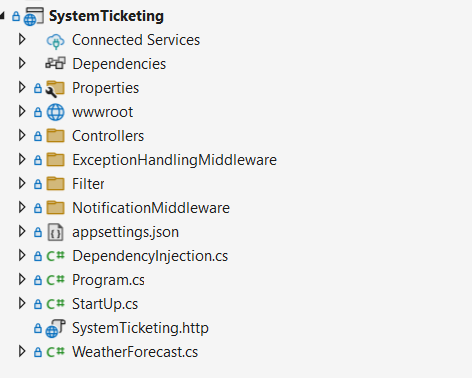 SystemTicketing
Connected Services
Dependencies
Properties
wwwroot
Controllers
ExceptionHandlingMiddleware
Filter
NotificationMiddleware
appsettings.json
C# DependencyInjection.cs
C# Program.cs
C# StartUp.cs
SystemTicketing.http
C# WeatherForecast.cs